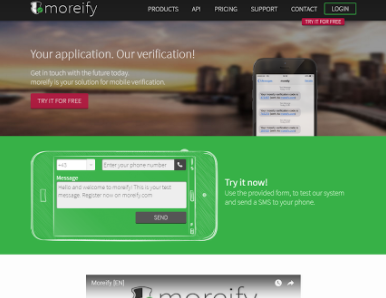 moreify
PRODUCTS API PRICING SUPPORT CONTACT LOGIN
TRY IT FOR FREE
Your application. Our verification!
Get in touch with the future today.
moreify is your solution for mobile verification.
TRY IT FOR FREE
+43 Enter your phone number
Message
Hello and welcome to moreify! This is your test
message. Register now on moreify.com
SEND
Try it now!
Use the provided form, to test our system
and send a SMS to your phone.
Moreify [EN]
moreify